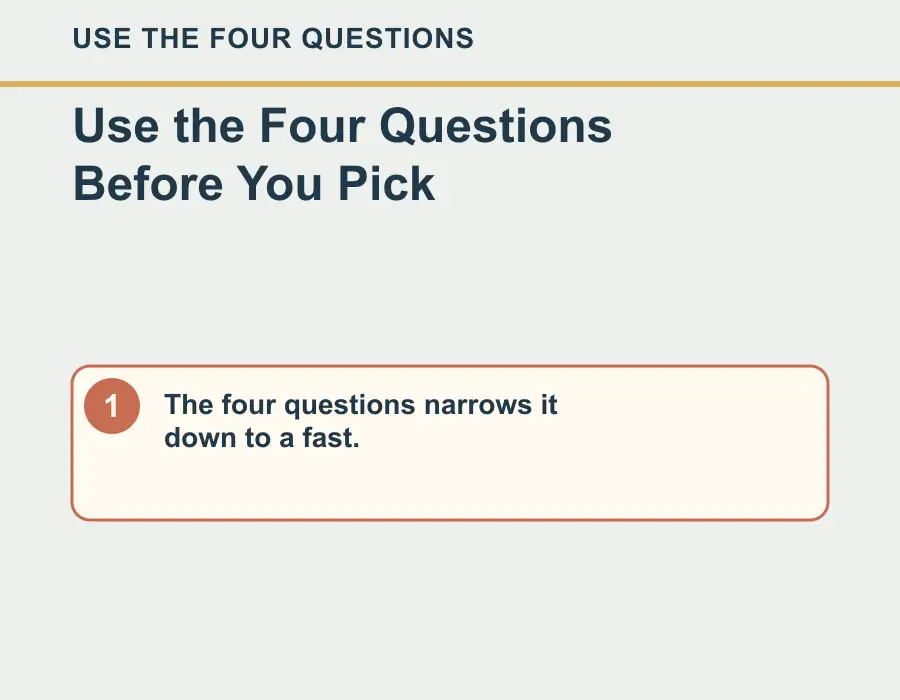 USE THE FOUR QUESTIONS
Use the Four Questions
Before You Pick
1
The four questions narrows it
down to a fast.